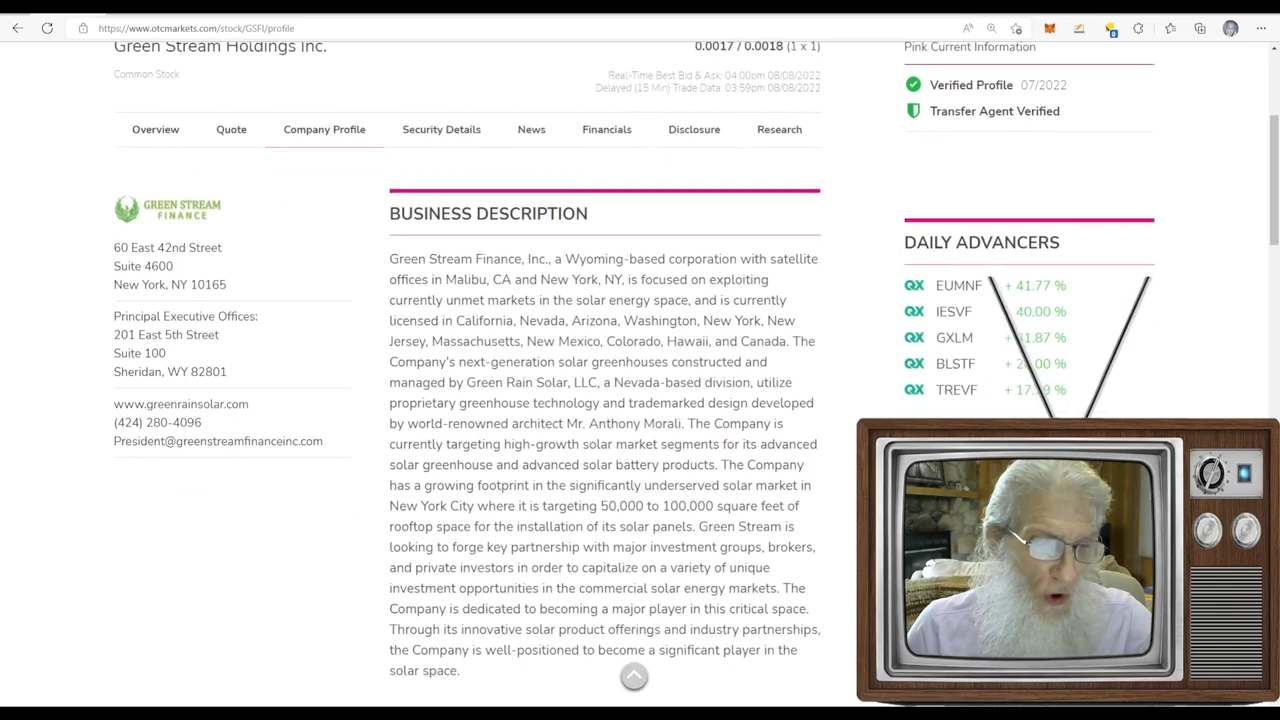 https://www.otcmarkets.com/stock/GSFI/profile
Green Stream Holdings Inc.
0.0017 / 0.0018 (1 x 1)
Common Stock
Real-Time Best Bid & Ask: 04:00pm 08/08/2022
Delayed (15 Min) Trade Data: 03:59pm 08/08/2022
Overview Quote Company Profile Security Details News Financials Disclosure Research
GREEN STREAM
FINANCE
60 East 42nd Street
Suite 4600
New York, NY 10165
Principal Executive Offices:
201 East 5th Street
Suite 100
Sheridan, WY 82801
www.greenrainsolar.com
(424) 280-4096
President@greenstreamfinanceinc.com
BUSINESS DESCRIPTION
Green Stream Finance, Inc., a Wyoming-based corporation with satellite
offices in Malibu, CA and New York, NY, is focused on exploiting
currently unmet markets in the solar energy space, and is currently
licensed in California, Nevada, Arizona, Washington, New York, New
Jersey, Massachusetts, New Mexico, Colorado, Hawaii, and Canada. The
Company's next-generation solar greenhouses constructed and
managed by Green Rain Solar, LLC, a Nevada-based division, utilize
proprietary greenhouse technology and trademarked design developed
by world-renowned architect Mr. Anthony Morali. The Company is
currently targeting high-growth solar market segments for its advanced
solar greenhouse and advanced solar battery products. The Company
has a growing footprint in the significantly underserved solar market in
New York City where it is targeting 50,000 to 100,000 square feet of
rooftop space for the installation of its solar panels. Green Stream is
looking to forge key partnership with major investment groups, brokers,
and private investors in order to capitalize on a variety of unique
investment opportunities in the commercial solar energy markets. The
Company is dedicated to becoming a major player in this critical space.
Through its innovative solar product offerings and industry partnerships,
the Company is well-positioned to become a significant player in the
solar space.
Pink Current Information
Verified Profile 07/2022
Transfer Agent Verified
DAILY ADVANCERS
QX EUMNF + 41.77 %
QX IESVF 40.00 %
QX GXLM
QX BLSTF
QX TREVF